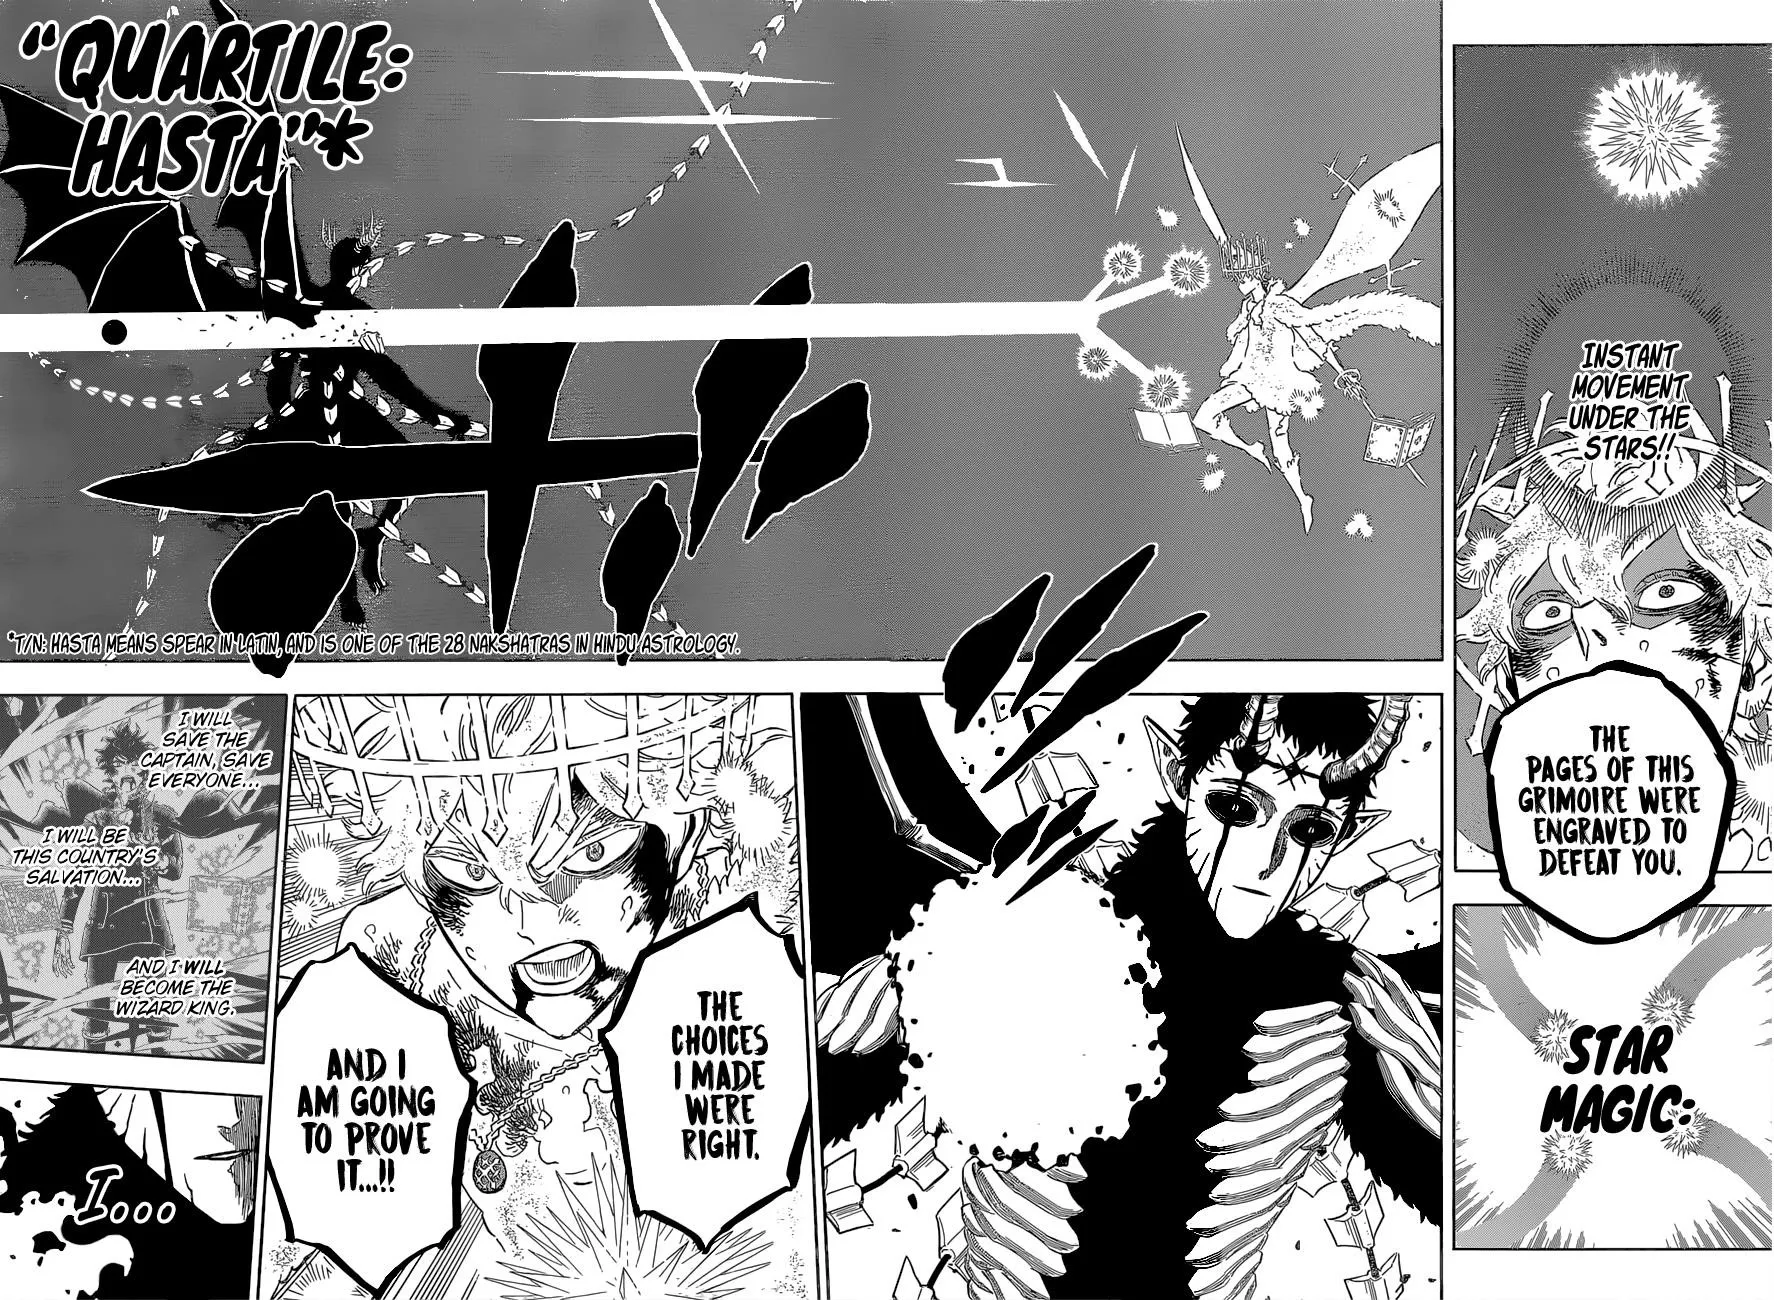 INSTANT
MOVEMENT
UNDER THE
STARS!!
THE
PAGES OF THIS
GRIMOIRE WERE
ENGRAVED TO
DEFEAT YOU.
STAR
MAGIC:
"QUARTILE:
HASTA"*
*T/N: HASTA MEANS SPEAR IN LATIN, AND IS ONE OF THE 28 NAKSHATRAS IN HINDU ASTROLOGY.
THE
CHOICES
I MADE
WERE
RIGHT.
AND I
AM GOING
TO PROVE
IT...!!
I WILL
SAVE THE
CAPTAIN, SAVE
EVERYONE...
I WILL BE
THIS COUNTRY'S
SALVATION...
AND I WILL
BECOME THE
WIZARD KING.
I...